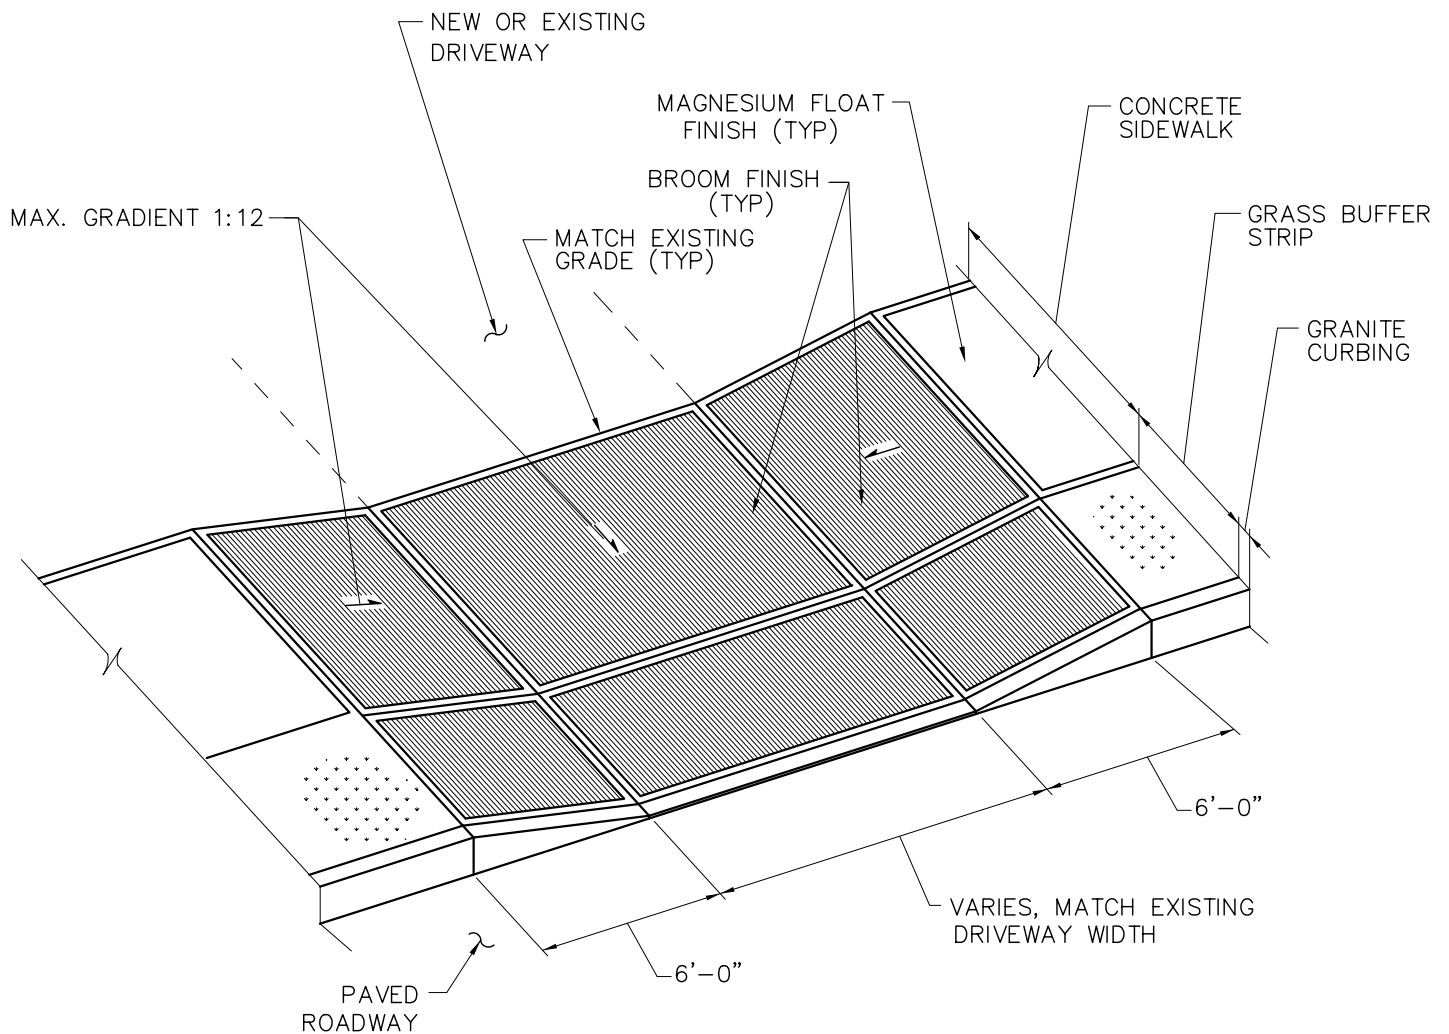 NEW OR EXISTING
DRIVEWAY
MAGNESIUM FLOAT
FINISH (TYP)
CONCRETE
SIDEWALK
BROOM FINISH
(TYP)
MAX. GRADIENT 1:12
GRASS BUFFER
STRIP
MATCH EXISTING
GRADE (TYP)
GRANITE
CURBING
6'-0"
VARIES, MATCH EXISTING
DRIVEWAY WIDTH
6'-0"
PAVED
ROADWAY